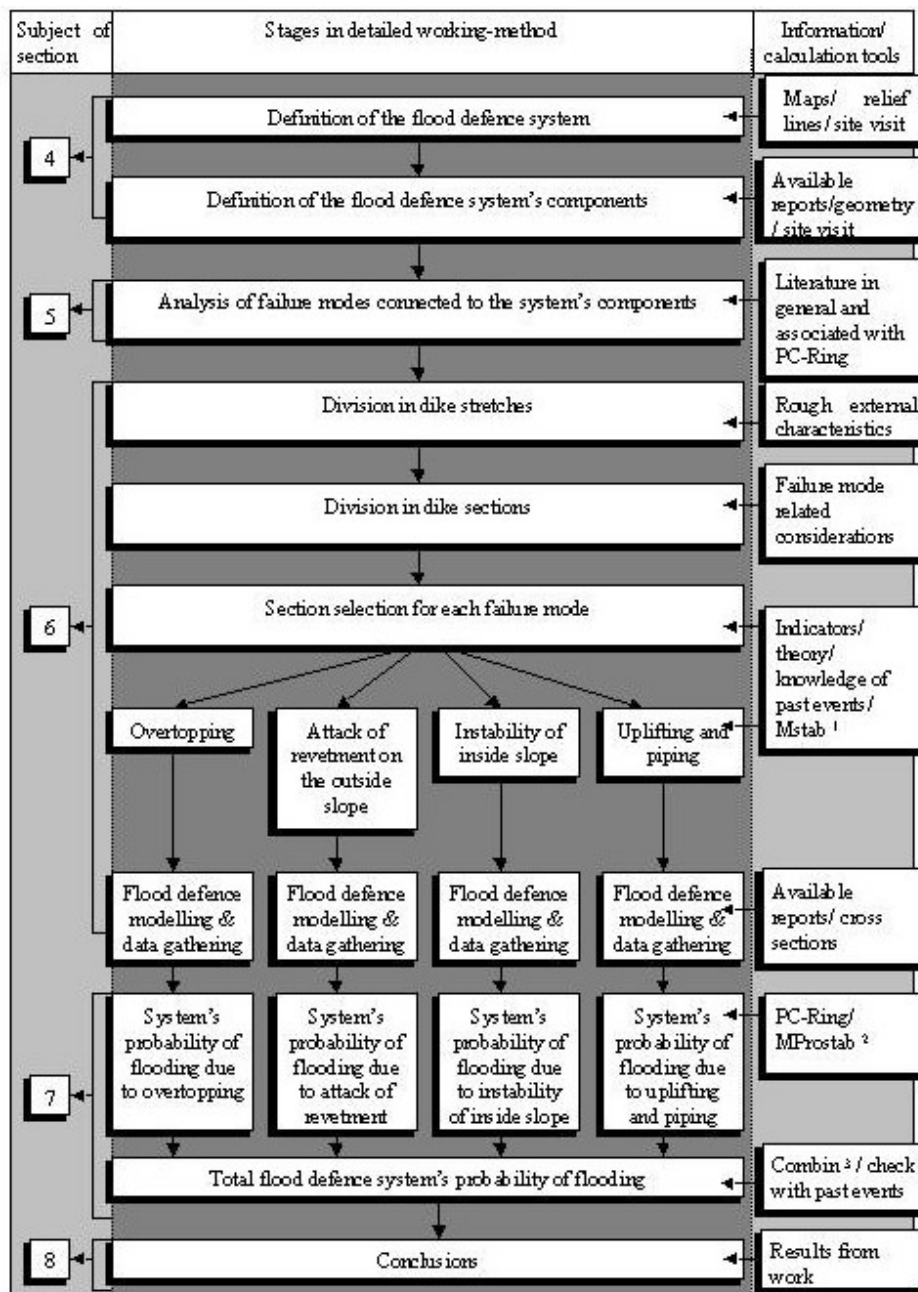 Subject of
section
Stages in detailed working-method
Information/
calculation tools
4
Definition of the flood defence system
Maps/ relief
lines/ site visit
Definition of the flood defence system's components
Available
reports/geometry
/ site visit
5
Analysis of failure modes connected to the system's components
Literature in
general and
associated with
PC-Ring
6
Division in dike stretches
Rough external
characteristics
Division in dike sections
Failure mode
related
considerations
Section selection for each failure mode
Indicators/
theory/
knowledge of
past events/
Mstab ¹
Overtopping
Attack of
revetment on
the outside
slope
Instability of
inside slope
Uplifting and
piping
Flood defence
modelling &
data gathering
Flood defence
modelling &
data gathering
Flood defence
modelling &
data gathering
Flood defence
modelling &
data gathering
Available
reports/ cross
sections
7
System's
probability of
flooding due
to overtopping
System's
probability of
flooding due
to attack of
revetment
System's
probability of
flooding due to
instability
of inside slope
System's
probability of
flooding due
to uplifting
and piping
PC-Ring/
MProstab ²
Total flood defence system's probability of flooding
Combin ³ / check
with past events
8
Conclusions
Results from
work